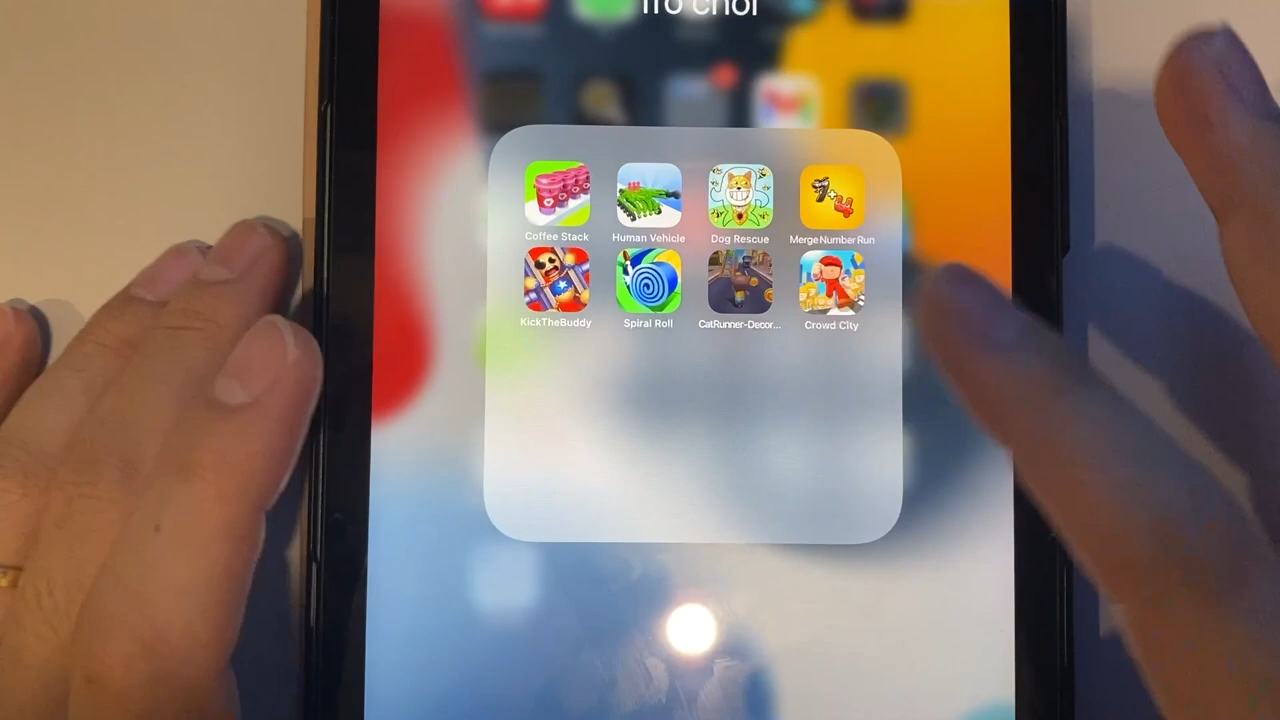 Trò chơi
Coffee Stack
Human Vehicle
Dog Rescue
Merge Number Run
KickTheBuddy
Spiral Roll
CatRunner-Decor...
Crowd City